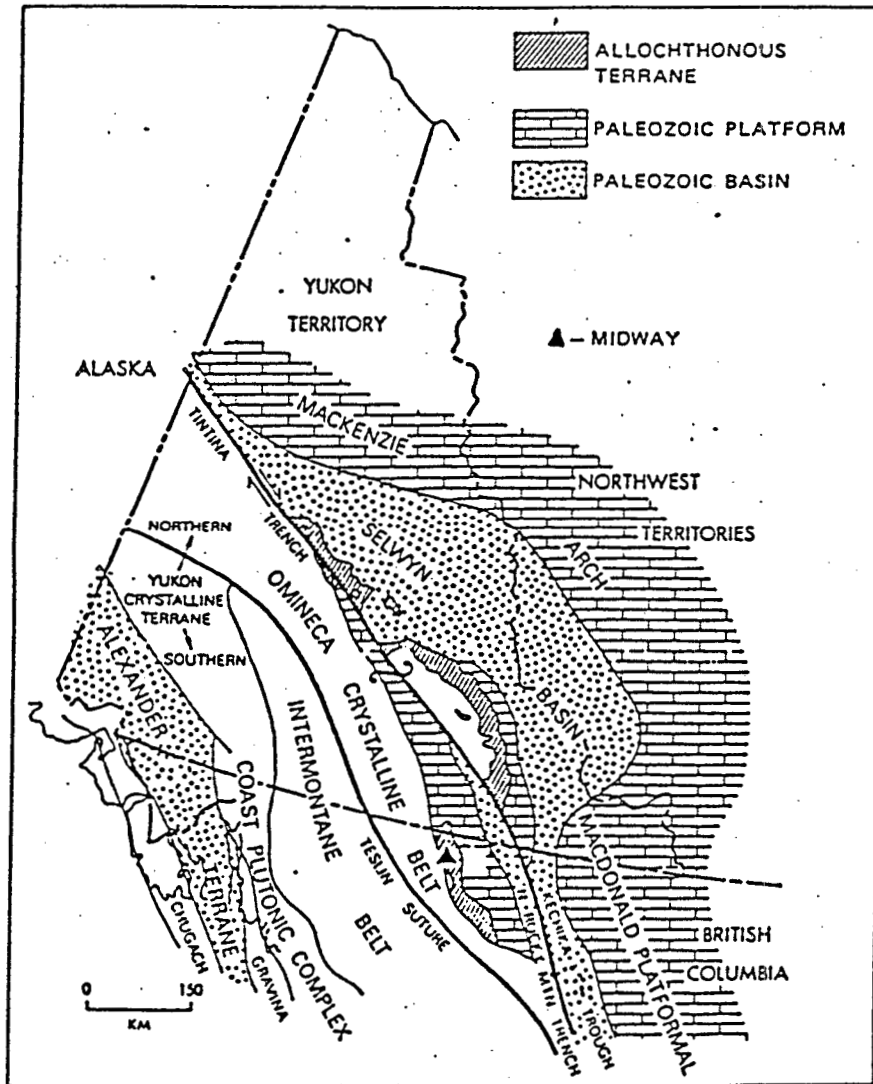 ALLOCHTHONOUS
TERRANE
PALEOZOIC PLATFORM
PALEOZOIC BASIN
YUKON
TERRITORY
– MIDWAY
ALASKA
MACKENZIE
ARCH
TINTINA
TRENCH
NORTHWEST
TERRITORIES
SELWYN
BASIN
NORTHERN
YUKON
CRYSTALLINE
TERRANE
SOUTHERN
OMINECA
CRYSTALLINE
BELT
ALEXANDER
TERRANE
INTERMONTANE
BELT
COAST PLUTONIC COMPLEX
TESLIN
SUTURE
CHUGACH
GRAVINA
MTN. TRENCH
KECHIKA
TROUGH
MACDONALD PLATFORMAL
BRITISH
COLUMBIA
0 150
KM